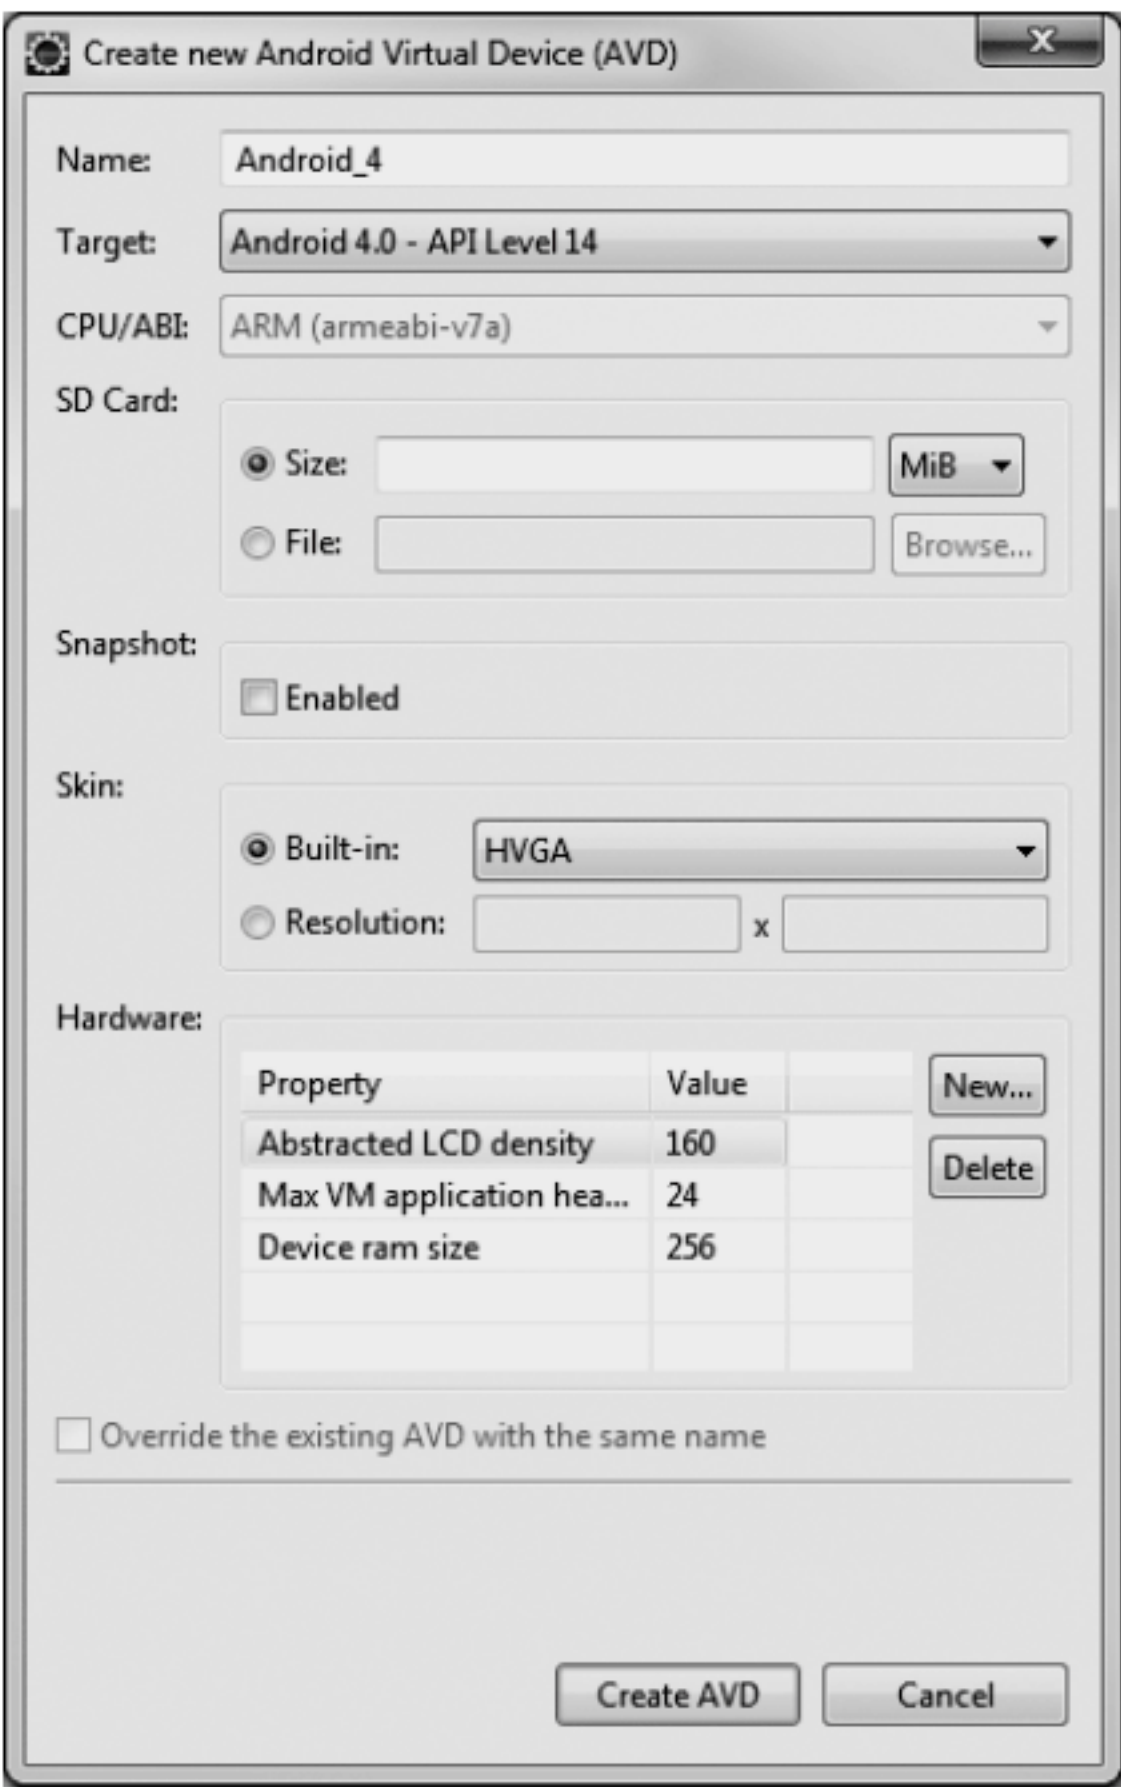 Create new Android Virtual Device (AVD)
x
Name: Android_4
Target: Android 4.0 - API Level 14
CPU/ABI: ARM (armeabi-v7a)
SD Card:
Size: MiB
File: Browse...
Snapshot:
Enabled
Skin:
Built-in: HVGA
Resolution: x
Hardware:
Property Value New...
Abstracted LCD density 160
Delete
Max VM application hea... 24
Device ram size 256
Override the existing AVD with the same name
Create AVD Cancel